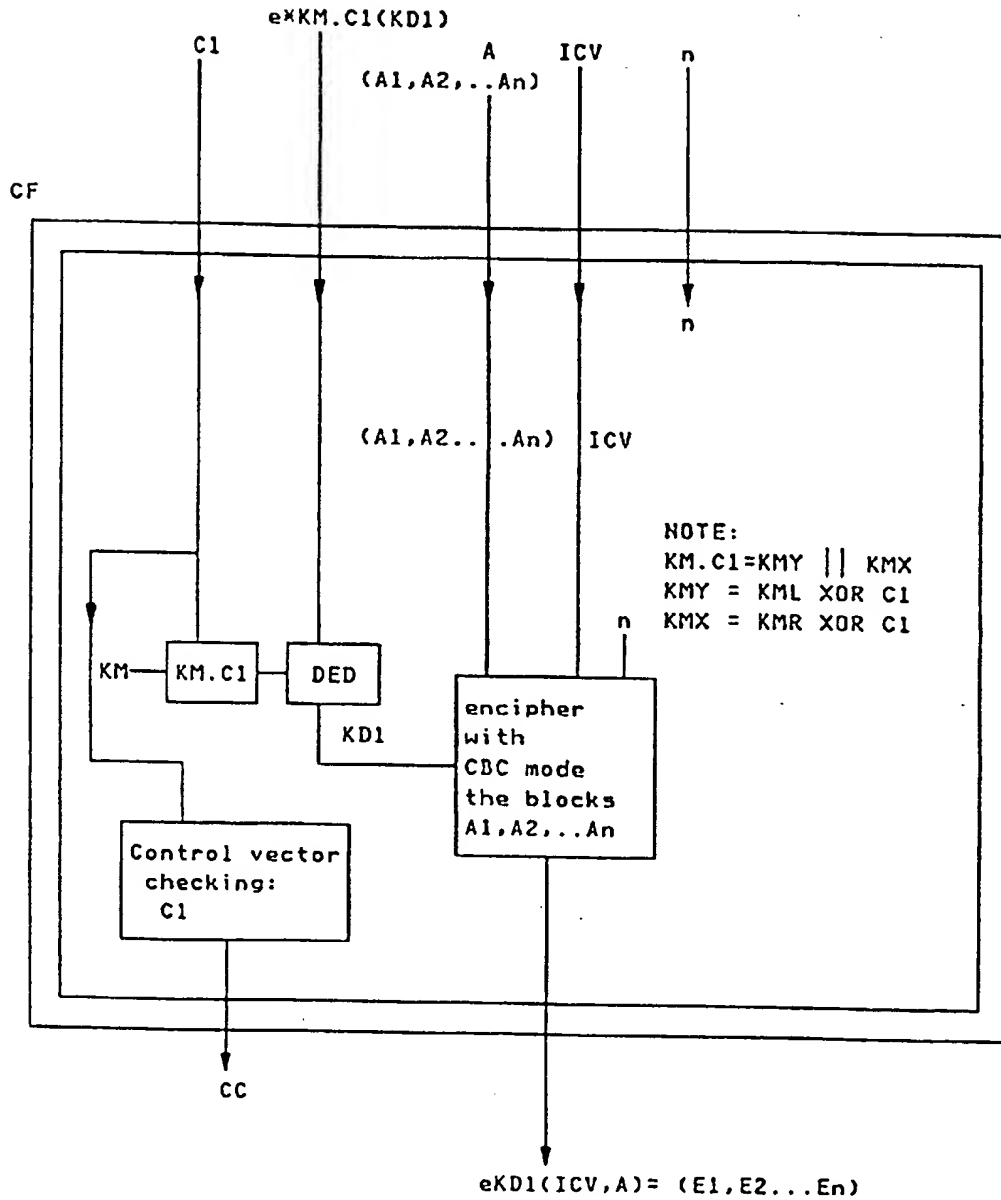 e*KM.C1(KD1)
C1
A
ICV
n
(A1,A2,..An)
CF
n
(A1,A2....An)
ICV
NOTE:
KM.C1=KMY || KMX
KMY = KML XOR C1
KMX = KMR XOR C1
n
KM
KM.C1
DED
KD1
encipher
with
CBC mode
the blocks
A1,A2,..An
Control vector
checking:
C1
CC
eKD1(ICV,A)= (E1,E2...En)